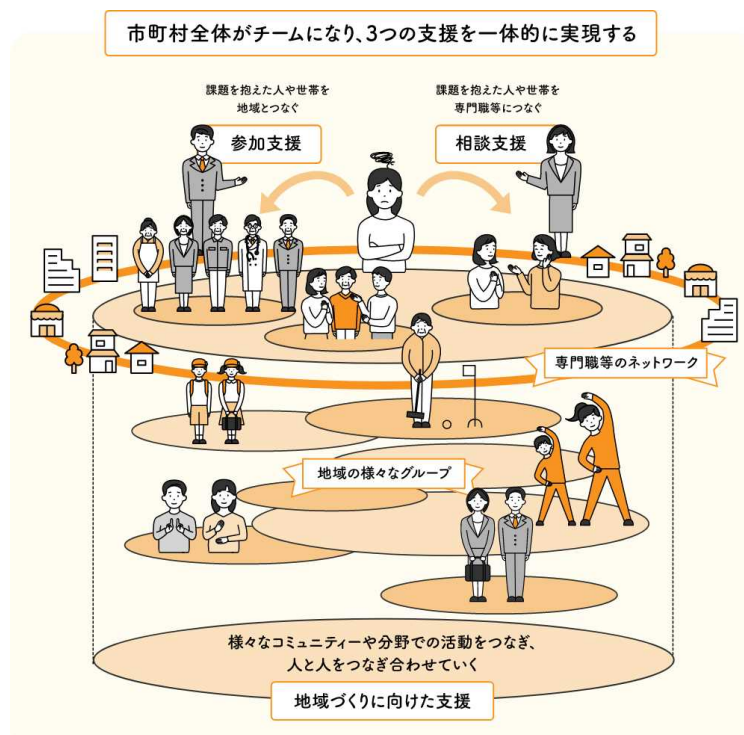 市町村全体がチームになり、3つの支援を一体的に実現する
課題を抱えた人や世帯を
地域とつなぐ
参加支援
課題を抱えた人や世帯を
専門職等につなぐ
相談支援
専門職等のネットワーク
地域の様々なグループ
様々なコミュニティーや分野での活動をつなぎ、
人と人をつなぎ合わせていく
地域づくりに向けた支援